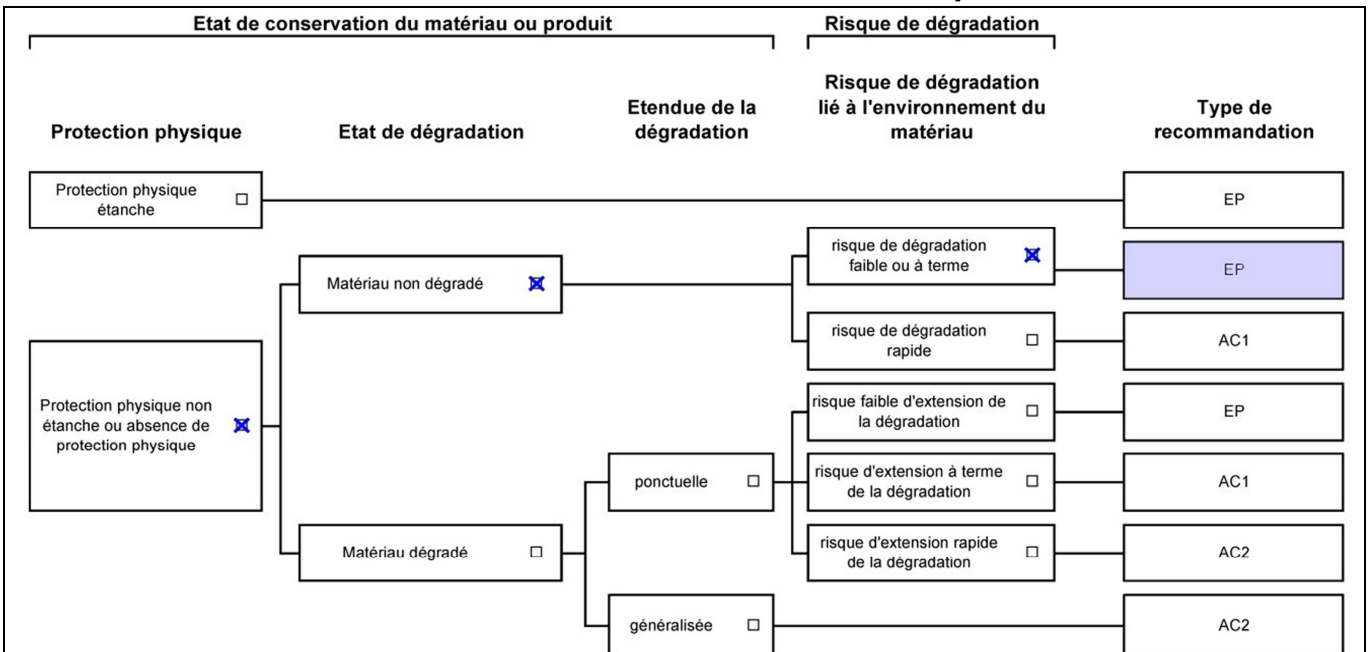 Etat de conservation du matériau ou produit
Risque de dégradation
Protection physique
Etat de dégradation
Etendue de la
dégradation
Risque de dégradation
lié à l'environnement du
matériau
Type de
recommandation
Protection physique
étanche
EP
risque de dégradation
faible ou à terme
EP
Matériau non dégradé
risque de dégradation
rapide
AC1
Protection physique non
étanche ou absence de
protection physique
risque faible d'extension de
la dégradation
EP
ponctuelle
risque d'extension à terme
de la dégradation
AC1
Matériau dégradé
risque d'extension rapide
de la dégradation
AC2
généralisée
AC2